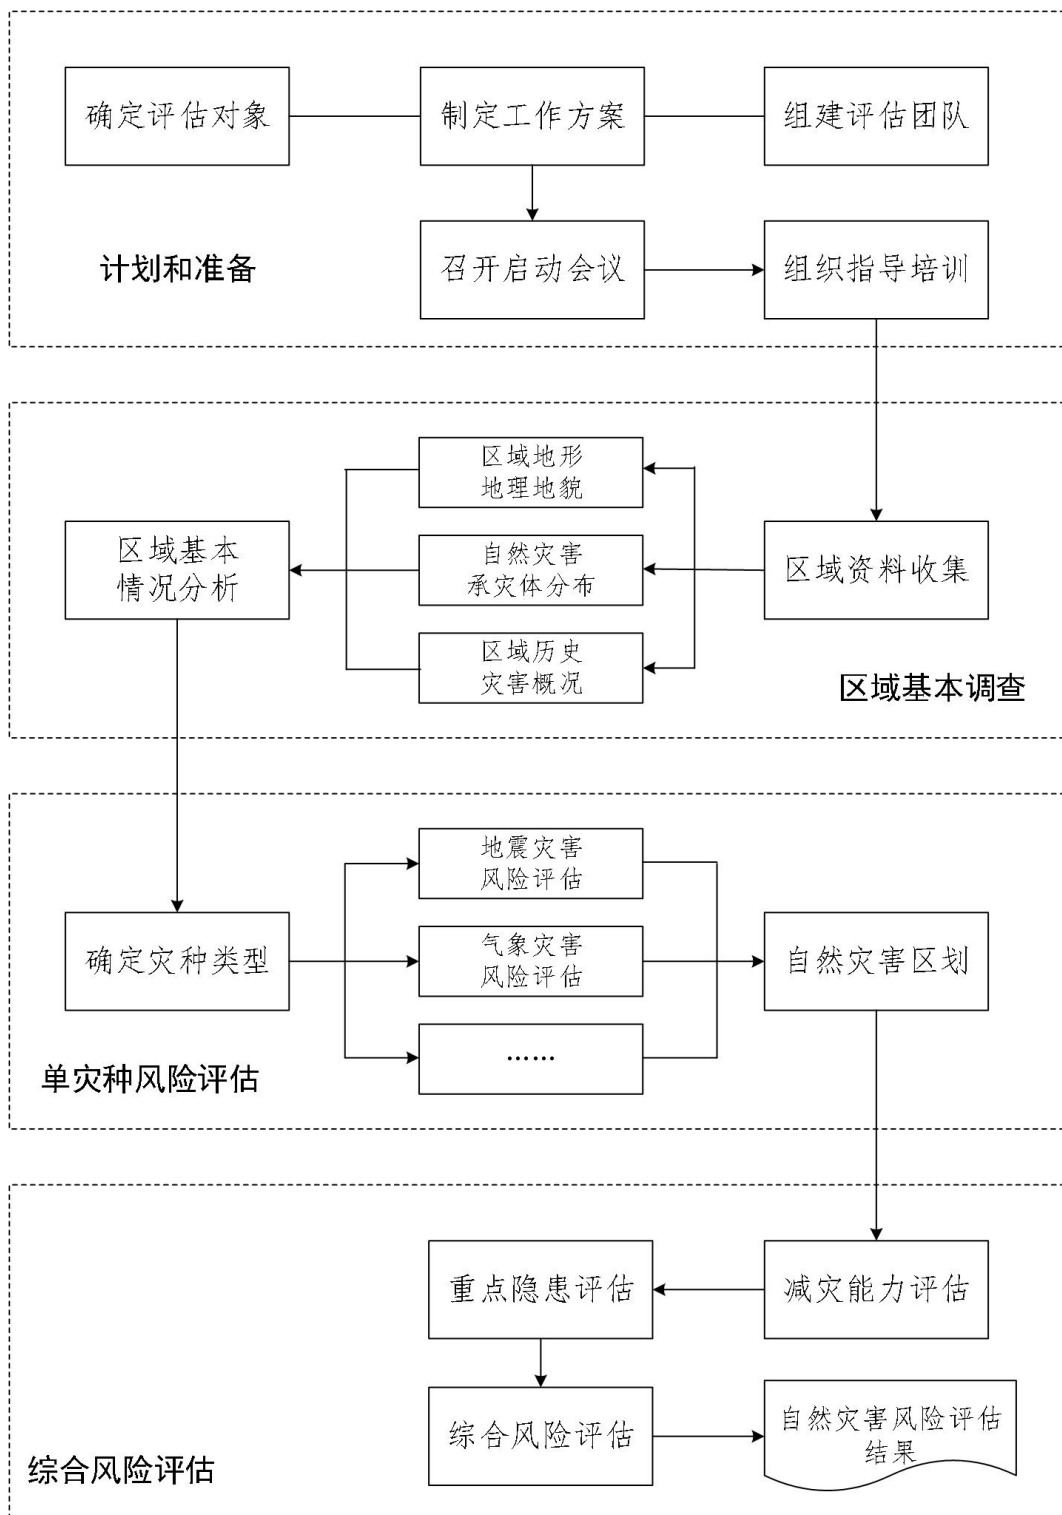 确定评估对象
制定工作方案
组建评估团队
召开启动会议
组织指导培训
计划和准备
区域地形
地理地貌
区域基本
情况分析
自然灾害
承灾体分布
区域资料收集
区域历史
灾害概况
区域基本调查
地震灾害
风险评估
确定灾种类型
气象灾害
风险评估
自然灾害区划
……
单灾种风险评估
重点隐患评估
减灾能力评估
综合风险评估
自然灾害风险评估
结果
综合风险评估